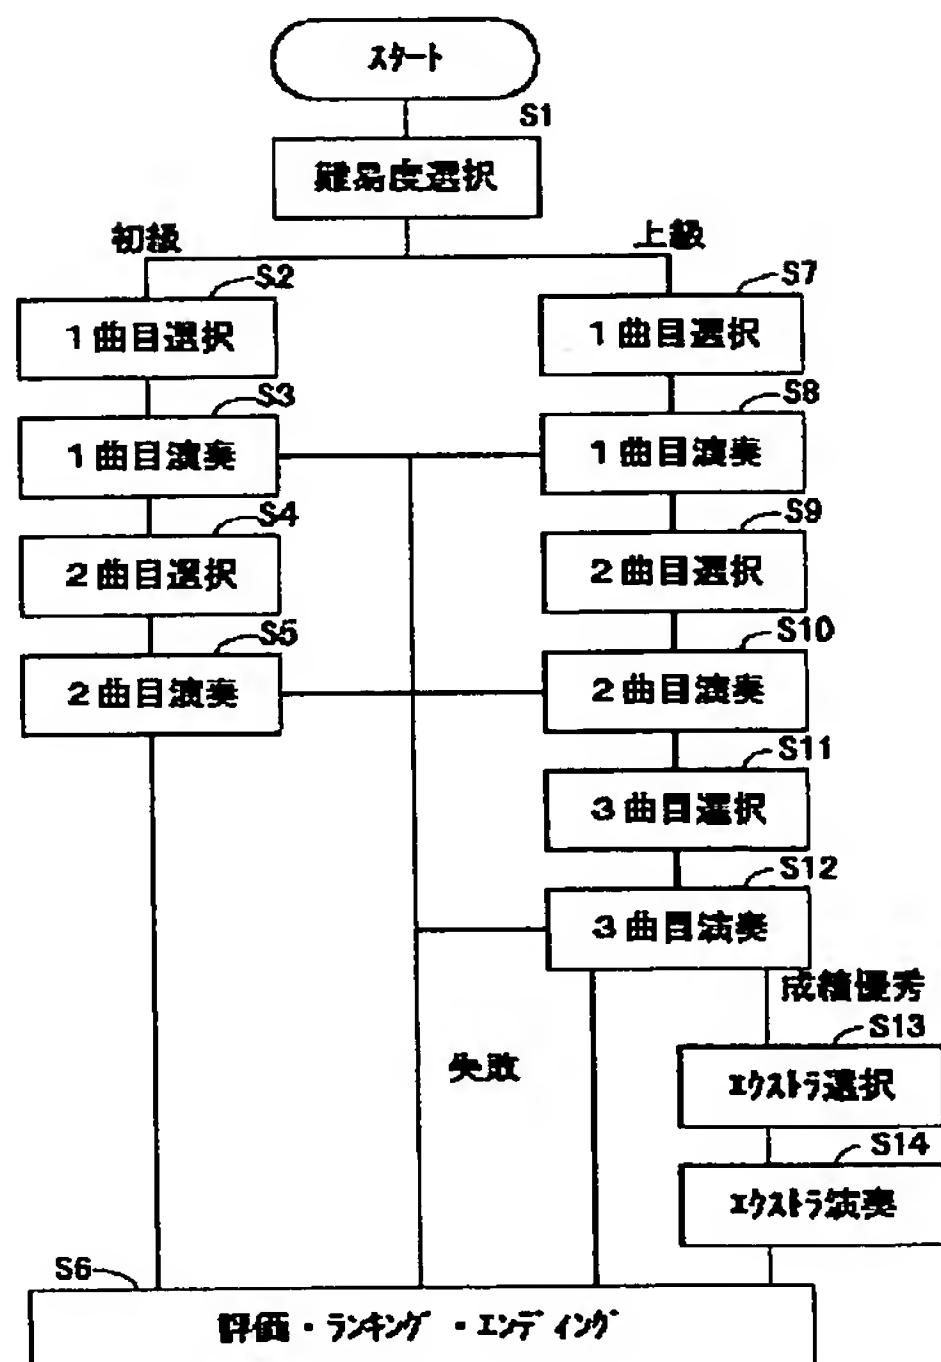 スタート
S1
難易度選択
初級
上級
S2
1曲目選択
S7
1曲目選択
S3
1曲目演奏
S8
1曲目演奏
S4
2曲目選択
S9
2曲目選択
S5
2曲目演奏
S10
2曲目演奏
S11
3曲目選択
S12
3曲目演奏
成績優秀
S13
エクストラ選択
失敗
S14
エクストラ演奏
S6
評価・ランキング・エンディング